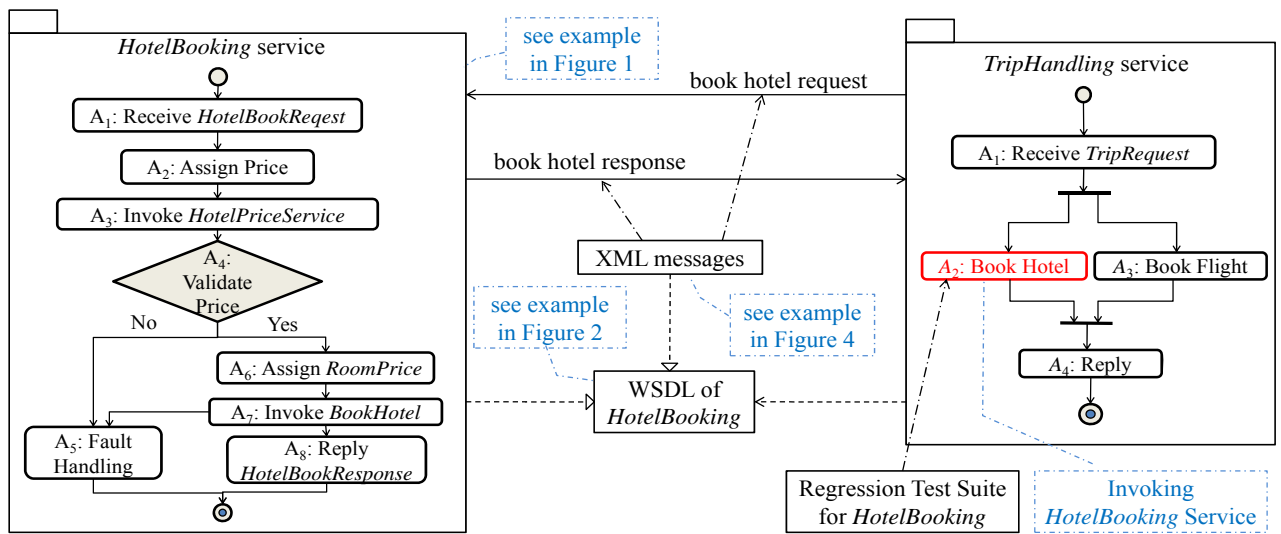 HotelBooking service
A1: Receive HotelBookReqest
A2: Assign Price
A3: Invoke HotelPriceService
A4:
Validate
Price
No
Yes
A6: Assign RoomPrice
A7: Invoke BookHotel
A5: Fault
Handling
A8: Reply
HotelBookResponse
see example
in Figure 1
book hotel request
book hotel response
XML messages
see example
in Figure 2
see example
in Figure 4
WSDL of
HotelBooking
TripHandling service
A1: Receive TripRequest
A2: Book Hotel
A3: Book Flight
A4: Reply
Regression Test Suite
for HotelBooking
Invoking
HotelBooking Service